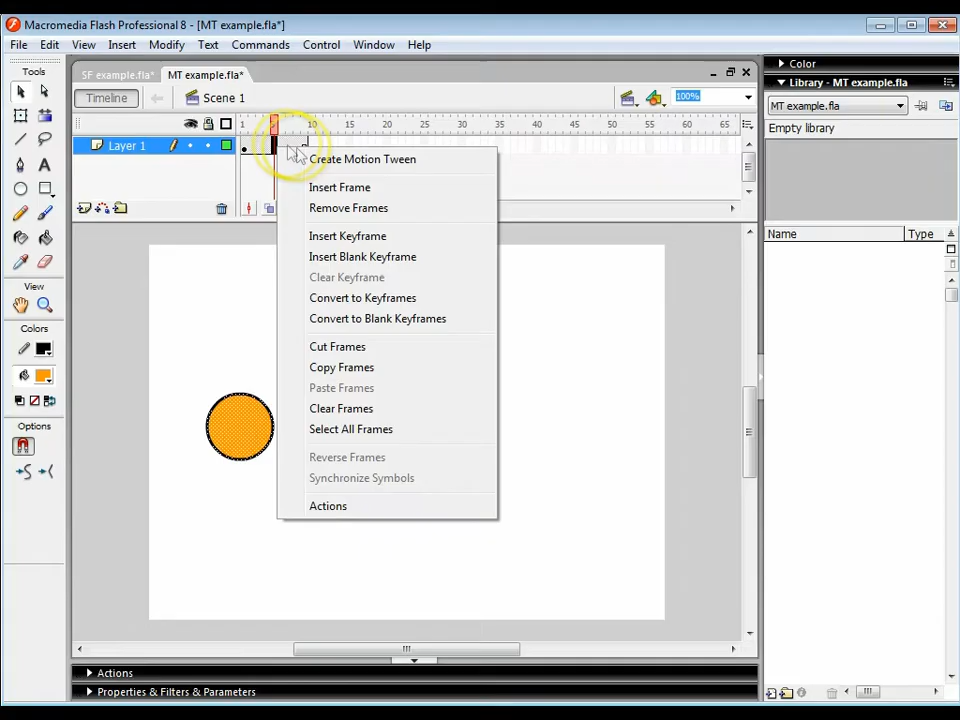 Macromedia Flash Professional 8 - [MT example.fla*]
File Edit View Insert Modify Text Commands Control Window Help
Tools
SF example.fla* MT example.fla*
Timeline Scene 1 100%
1 10 15 20 25 30 35 40 45 50 55 60 65
Layer 1
Create Motion Tween
Insert Frame
Remove Frames
Insert Keyframe
Insert Blank Keyframe
Clear Keyframe
Convert to Keyframes
Convert to Blank Keyframes
Cut Frames
Copy Frames
Paste Frames
Clear Frames
Select All Frames
Reverse Frames
Synchronize Symbols
Actions
View
Colors
Options
Color
Library - MT example.fla
MT example.fla
Empty library
Name Type
Actions
Properties & Filters & Parameters